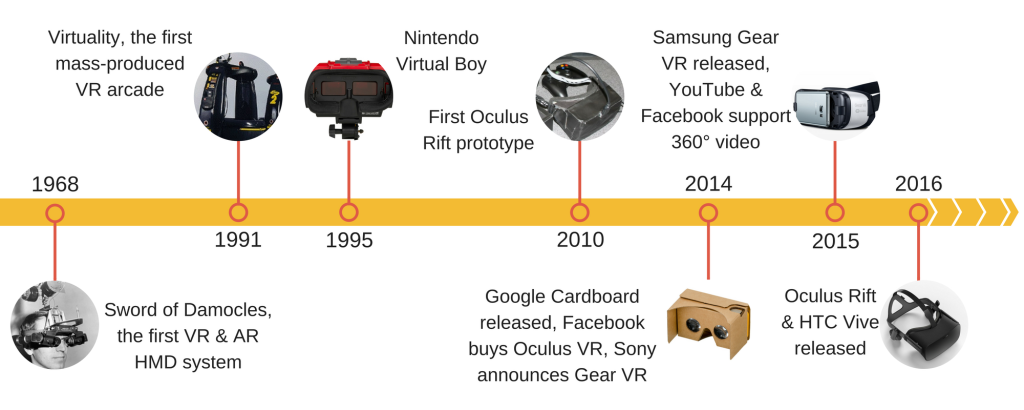 Virtuality, the first
mass-produced
VR arcade
Nintendo
Virtual Boy
First Oculus
Rift prototype
Samsung Gear
VR released,
YouTube &
Facebook support
360° video
1968
1991
1995
2010
2014
2015
2016
Sword of Damocles,
the first VR & AR
HMD system
Google Cardboard
released, Facebook
buys Oculus VR, Sony
announces Gear VR
Oculus Rift
& HTC Vive
released